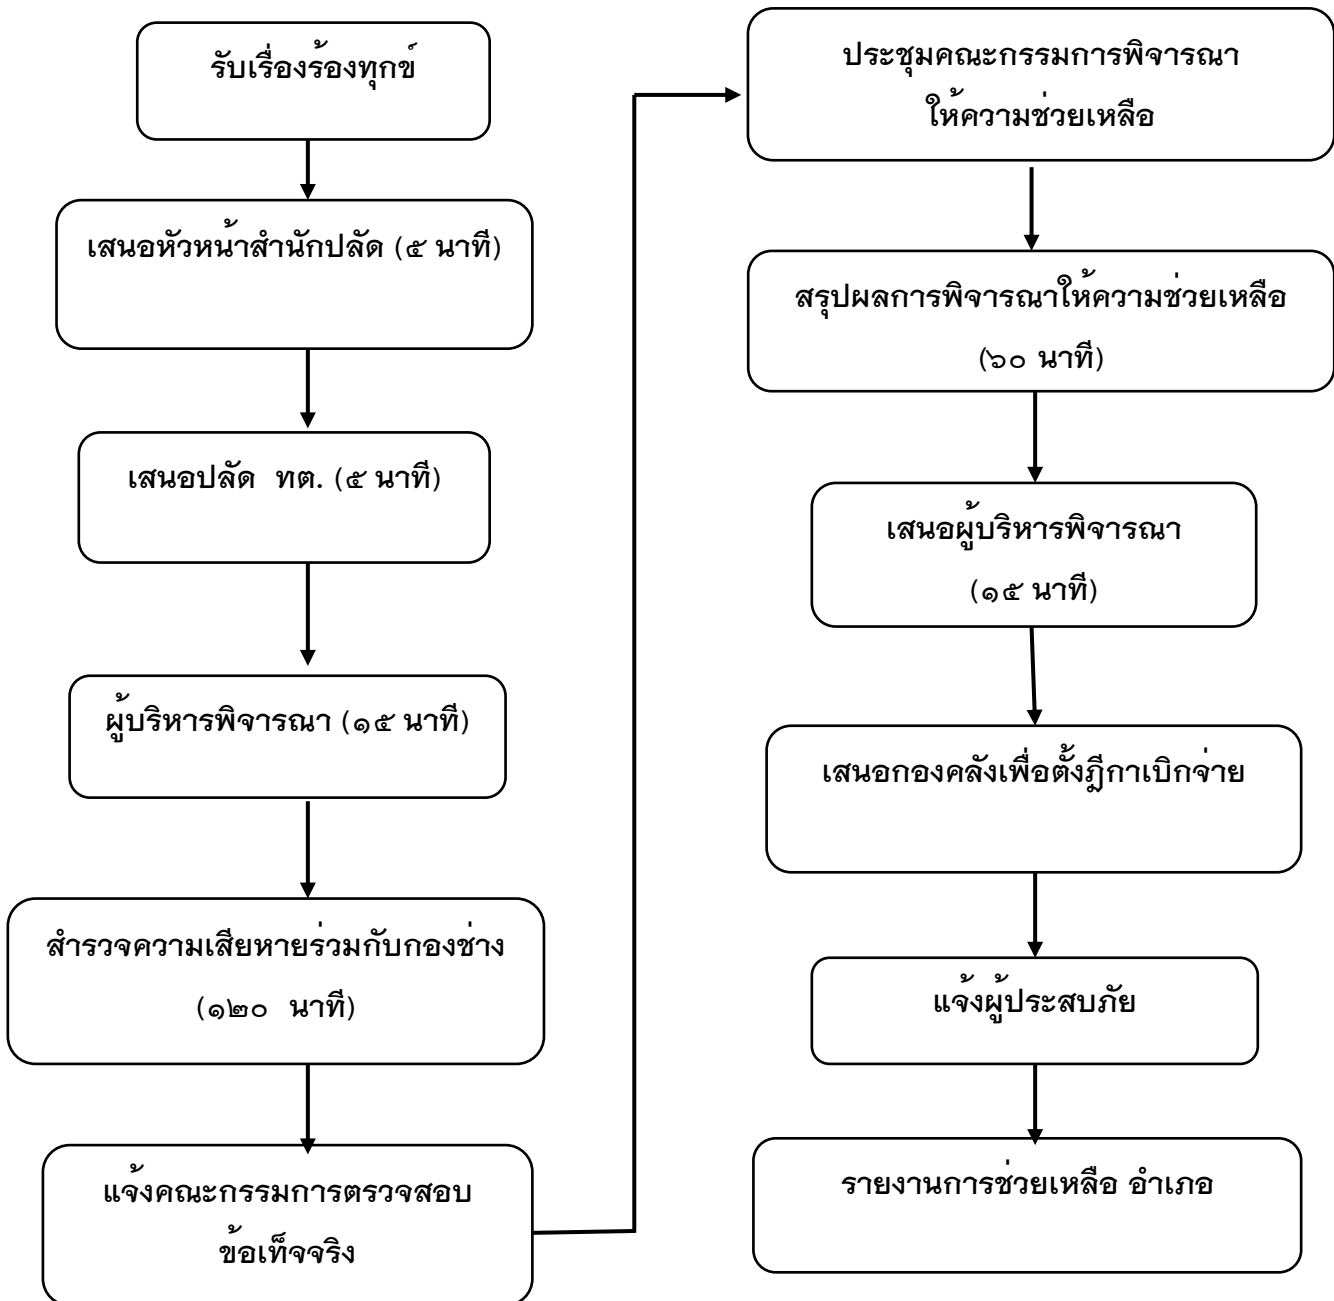 รับเรื่องร้องทุกข์
เสนอหัวหน้าสำนักปลัด (๕ นาที)
เสนอปลัด ทต. (๕ นาที)
ผู้บริหารพิจารณา (๑๕ นาที)
สำรวจความเสียหายร่วมกับกองช่าง
(๑๒๐ นาที)
แจ้งคณะกรรมการตรวจสอบ
ข้อเท็จจริง
ประชุมคณะกรรมการพิจารณา
ให้ความช่วยเหลือ
สรุปผลการพิจารณาให้ความช่วยเหลือ
(๖๐ นาที)
เสนอผู้บริหารพิจารณา
(๑๕ นาที)
เสนอกองคลังเพื่อตั้งฎีกาเบิกจ่าย
แจ้งผู้ประสบภัย
รายงานการช่วยเหลือ อำเภอ